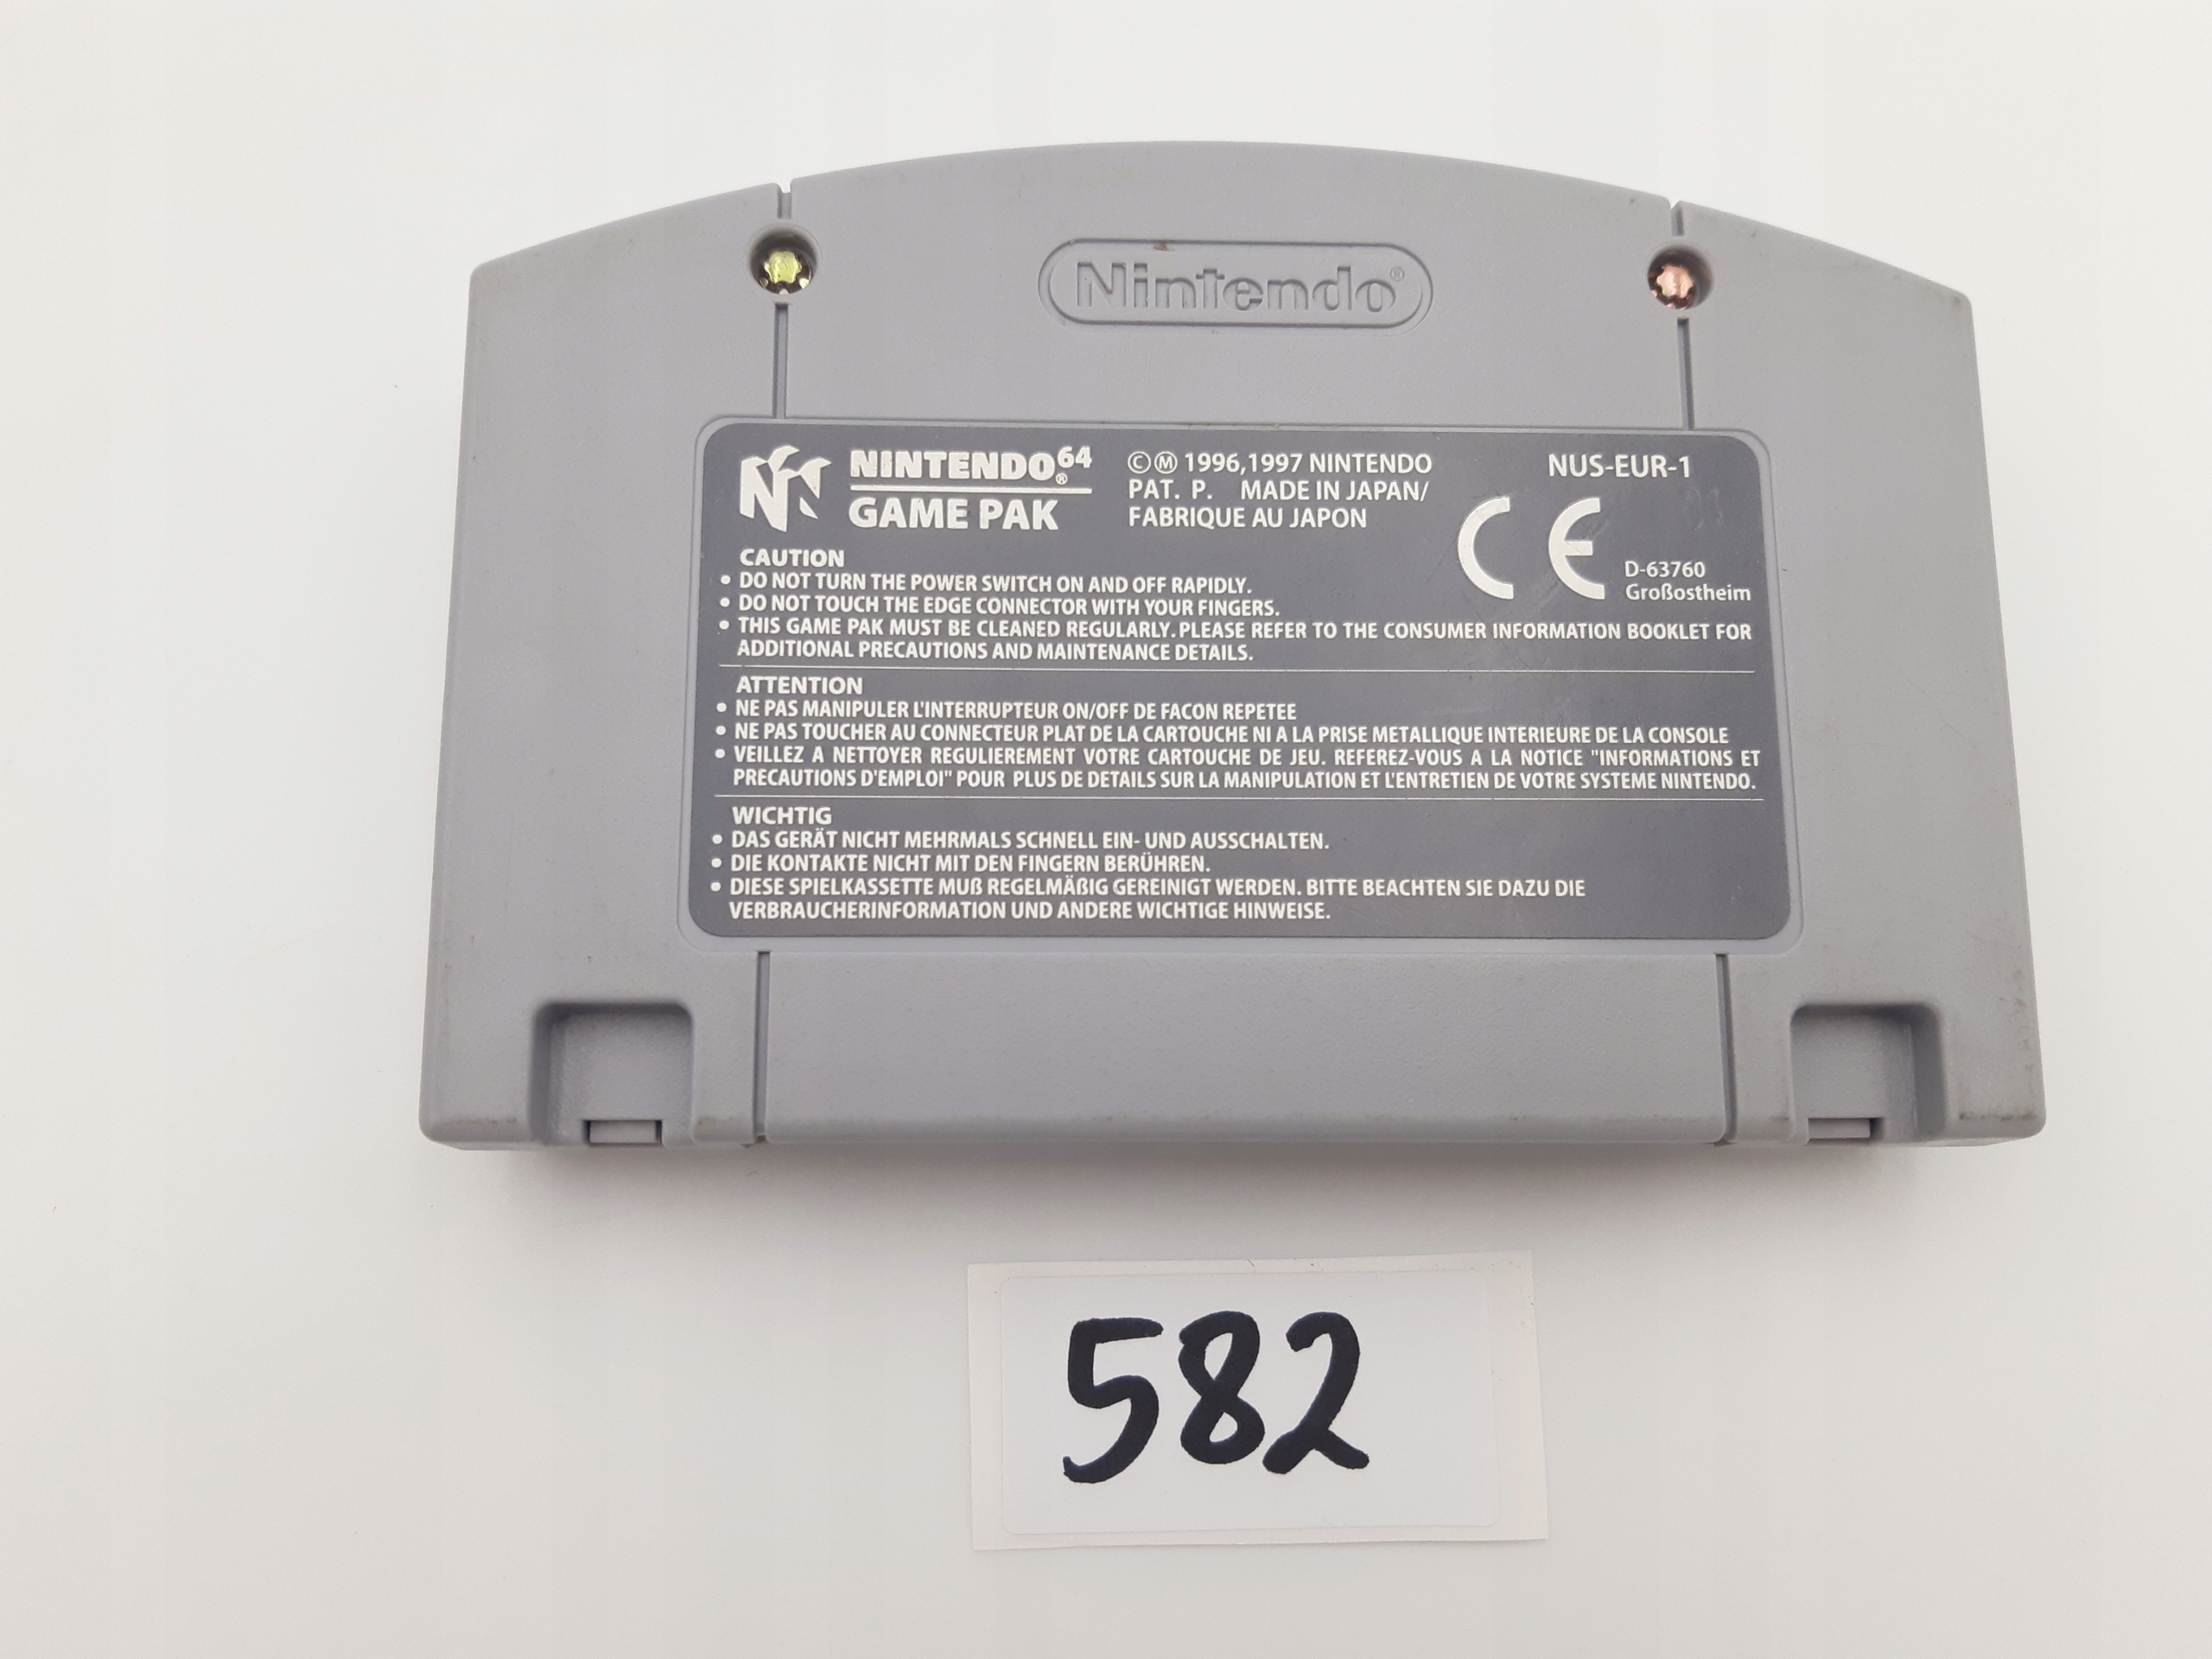 Nintendo®
NINTENDO64®
GAME PAK
©Ⓜ 1996,1997 NINTENDO
PAT. P. MADE IN JAPAN/
FABRIQUE AU JAPON
NUS-EUR-1
CE
D-63760
Großostheim
CAUTION
• DO NOT TURN THE POWER SWITCH ON AND OFF RAPIDLY.
• DO NOT TOUCH THE EDGE CONNECTOR WITH YOUR FINGERS.
• THIS GAME PAK MUST BE CLEANED REGULARLY. PLEASE REFER TO THE CONSUMER INFORMATION BOOKLET FOR
ADDITIONAL PRECAUTIONS AND MAINTENANCE DETAILS.
ATTENTION
• NE PAS MANIPULER L'INTERRUPTEUR ON/OFF DE FACON REPETEE
• NE PAS TOUCHER AU CONNECTEUR PLAT DE LA CARTOUCHE NI A LA PRISE METALLIQUE INTERIEURE DE LA CONSOLE
• VEILLEZ A NETTOYER REGULIEREMENT VOTRE CARTOUCHE DE JEU. REFEREZ-VOUS A LA NOTICE "INFORMATIONS ET
PRECAUTIONS D'EMPLOI" POUR PLUS DE DETAILS SUR LA MANIPULATION ET L'ENTRETIEN DE VOTRE SYSTEME NINTENDO.
WICHTIG
• DAS GERÄT NICHT MEHRMALS SCHNELL EIN- UND AUSSCHALTEN.
• DIE KONTAKTE NICHT MIT DEN FINGERN BERÜHREN.
• DIESE SPIELKASSETTE MUß REGELMÄßIG GEREINIGT WERDEN. BITTE BEACHTEN SIE DAZU DIE
VERBRAUCHERINFORMATION UND ANDERE WICHTIGE HINWEISE.
582